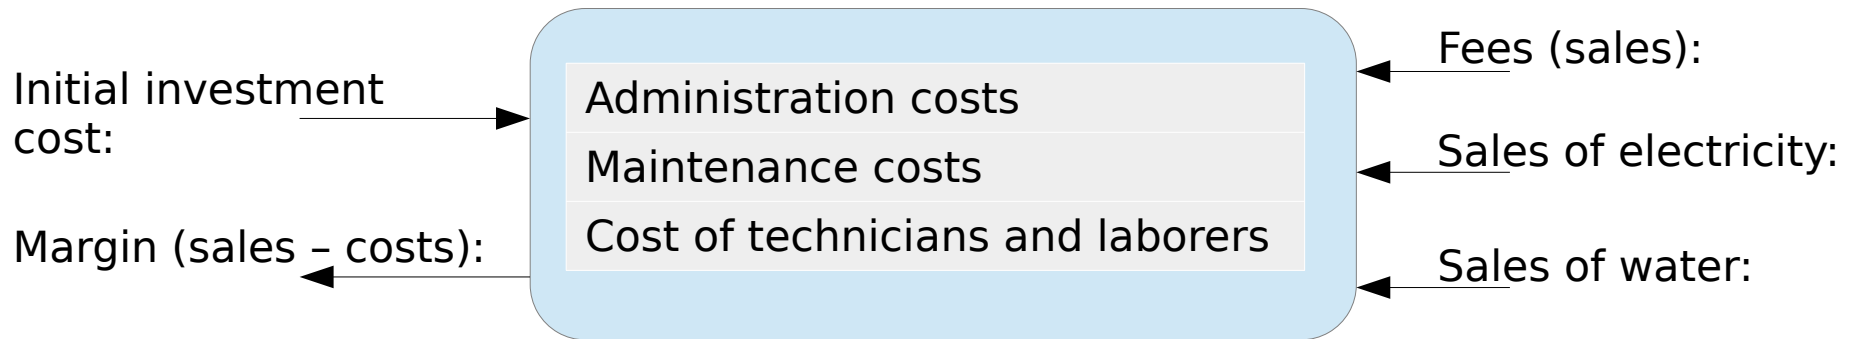 Initial investment
cost:
Margin (sales – costs):
Administration costs
Maintenance costs
Cost of technicians and laborers
Fees (sales):
Sales of electricity:
Sales of water: